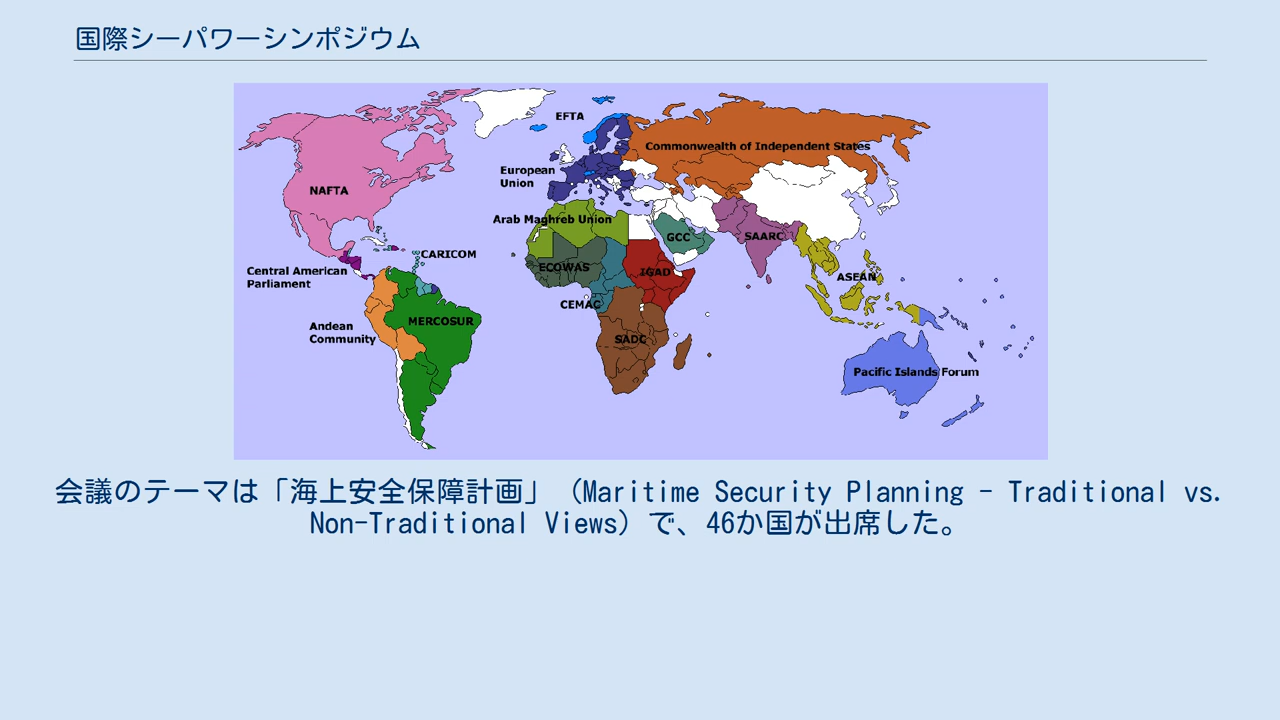 国際シーパワーシンポジウム
EFTA
Commonwealth of Independent States
European
Union
NAFTA
Arab Maghreb Union
GCC
SAARC
CARICOM
Central American
Parliament
ECOWAS
IGAD
ASEAN
CEMAC
MERCOSUR
Andean
Community
SADC
Pacific Islands Forum
会議のテーマは「海上安全保障計画」（Maritime Security Planning - Traditional vs.
Non-Traditional Views）で、46か国が出席した。